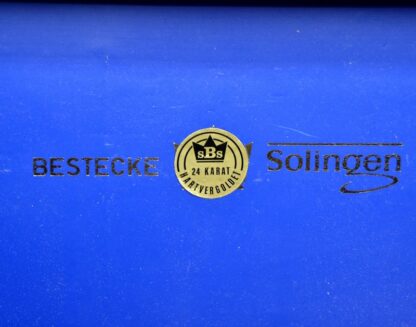 BESTECKE
SBS
24 KARAT
HARTVERGOLDET
Solingen